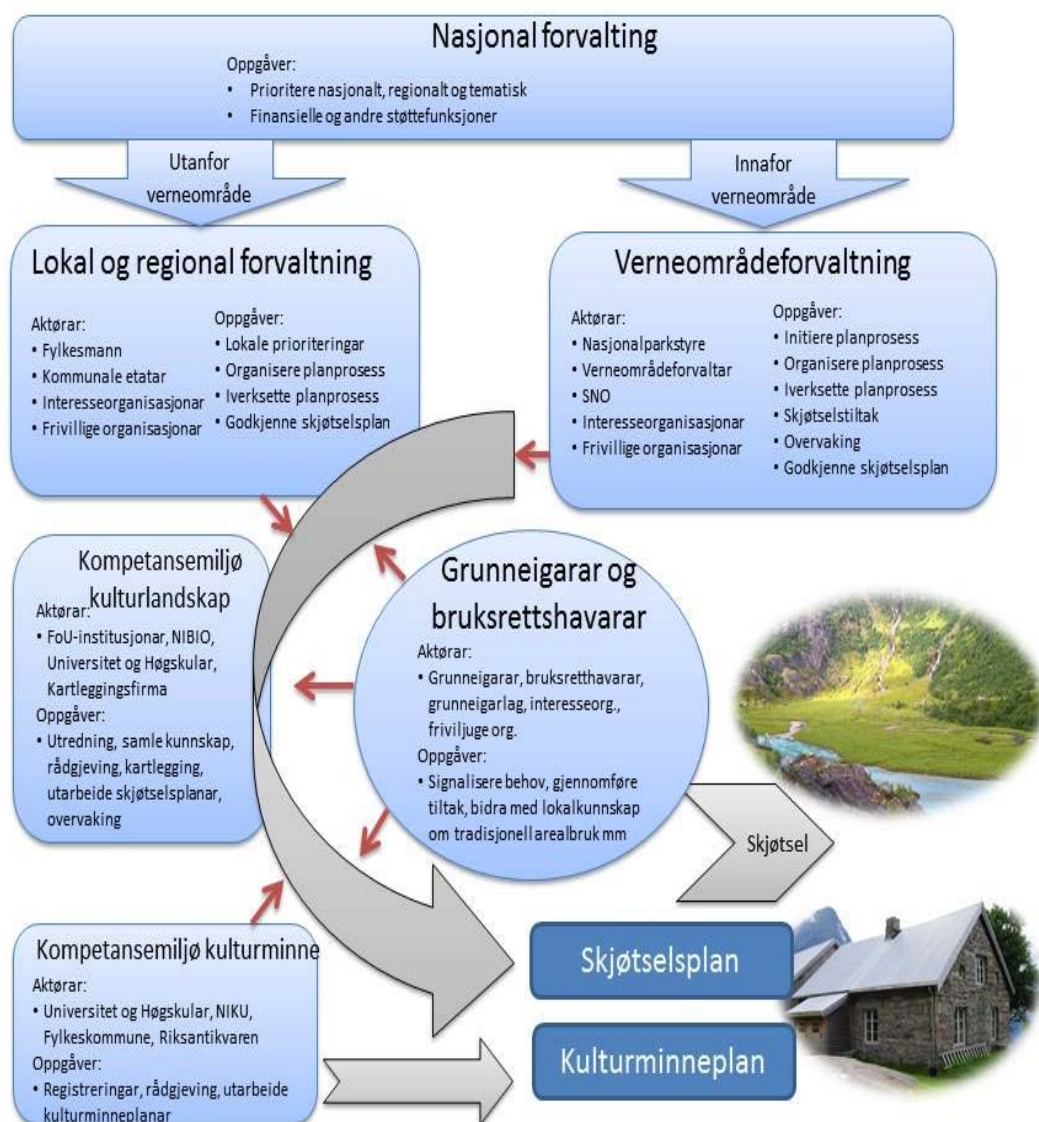 Nasjonal forvalting
Oppgåver:
• Prioritere nasjonalt, regionalt og tematisk
• Finansielle og andre støttefunksjoner
Utanfor
verneområde
Innafor
verneområde
Lokal og regional forvaltning
Aktørar:
• Fylkesmann
• Kommunale etatar
• Interesseorganisasjonar
• Frivillige organisasjonar
Oppgåver:
• Lokale prioriteringar
• Organisere planprosess
• Iverksette planprosess
• Godkjenne skjøtselsplan
Verneområdeforvaltning
Aktørar:
• Nasjonalparkstyre
• Verneområdeforvaltar
• SNO
• Interesseorganisasjonar
• Frivillige organisasjonar
Oppgåver:
• Initiere planprosess
• Organisere planprosess
• Iverksette planprosess
• Skjøtselstiltak
• Overvaking
• Godkjenne skjøtselsplan
Kompetansemiljø
kulturlandskap
Aktørar:
• FoU-institusjonar, NIBIO,
Universitet og Høgskular,
Kartleggingsfirma
Oppgåver:
• Utredning, samle kunnskap,
rådgjeving, kartlegging,
utarbeide skjøtselsplanar,
overvaking
Grunneigarar og
bruksrettshavarar
Aktørar:
• Grunneigarar, bruksretthavarar,
grunneigarlag, interesseorg.,
friviljuge org.
Oppgåver:
• Signalisere behov, gjennomføre
tiltak, bidra med lokalkunnskap
om tradisjonell arealbruk mm
Skjøtsel
Kompetansemiljø kulturminne
Aktørar:
• Universitet og Høgskular, NIKU,
Fylkeskommune, Riksantikvaren
Oppgåver:
• Registreringar, rådgjeving, utarbeide
kulturminneplanar
Skjøtselsplan
Kulturminneplan